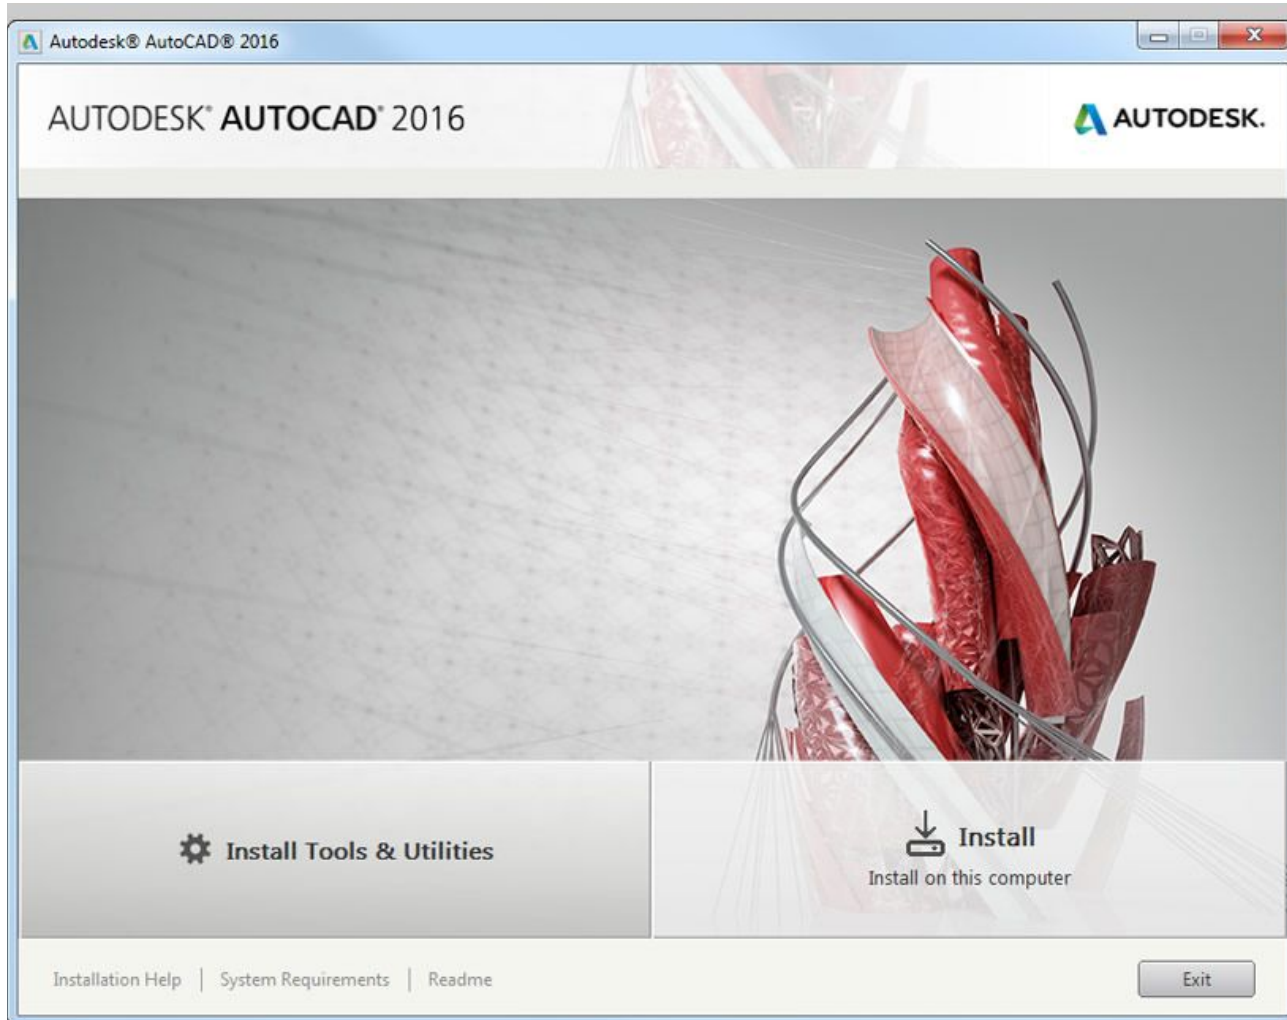 Autodesk® AutoCAD® 2016
AUTODESK® AUTOCAD® 2016
AUTODESK.
Install Tools & Utilities
Install
Install on this computer
Installation Help | System Requirements | Readme
Exit